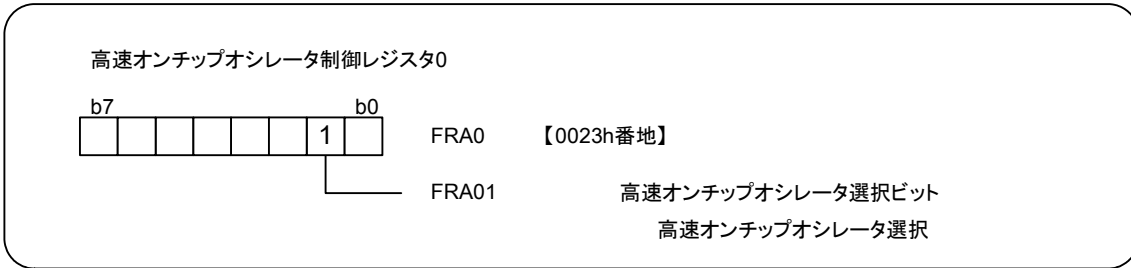 高速オンチップオシレータ制御レジスタ0
b7 b0
1 FRA0 【0023h番地】
FRA01 高速オンチップオシレータ選択ビット
高速オンチップオシレータ選択